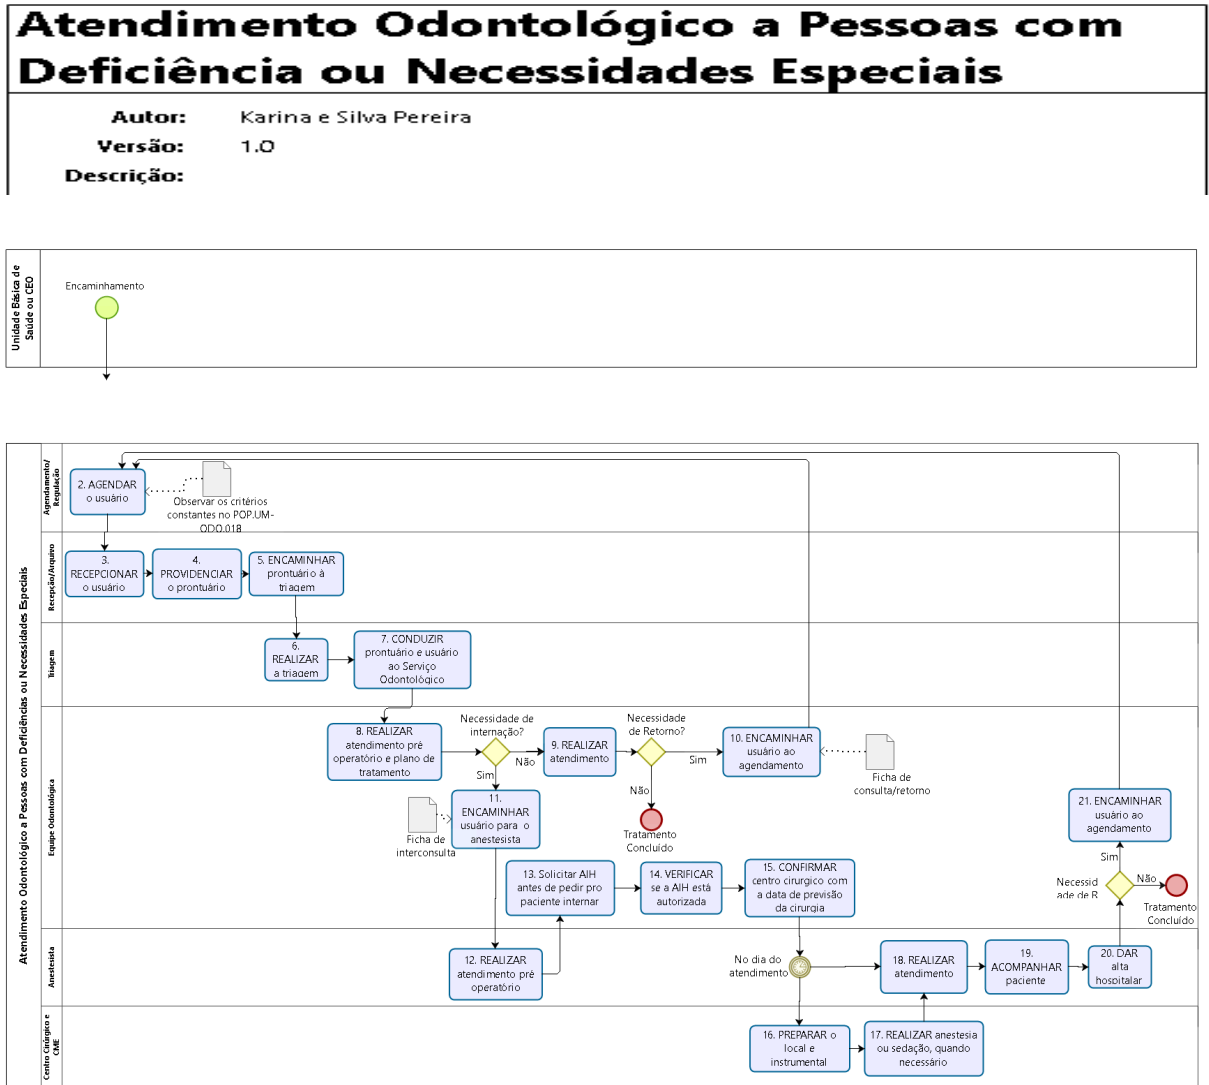 Atendimento Odontológico a Pessoas com
Deficiência ou Necessidades Especiais
Autor: Karina e Silva Pereira
Versão: 1.0
Descrição:
Unidade Básica de
Saúde ou CEO
Encaminhamento
Atendimento Odontológico a Pessoas com Deficiências ou Necessidades Especiais
Agendamento/
Regulação
2. AGENDAR
o usuário
Observar os critérios
constantes no POP.UM-
ODO.018
Recepção/Arquivo
3.
RECEPCIONAR
o usuário
4.
PROVIDENCIAR
o prontuário
5. ENCAMINHAR
prontuário à
triagem
Triagem
6.
REALIZAR
a triagem
7. CONDUZIR
prontuário e usuário
ao Serviço
Odontológico
Equipe Odontológica
8. REALIZAR
atendimento pré
operatório e plano de
tratamento
Necessidade de
internação?
Não
Sim
9. REALIZAR
atendimento
Necessidade
de Retorno?
Sim
Não
Tratamento
Concluído
10. ENCAMINHAR
usuário ao
agendamento
Ficha de
consulta/retorno
11.
ENCAMINHAR
usuário para o
anestesista
Ficha de
interconsulta
13. Solicitar AIH
antes de pedir pro
paciente internar
14. VERIFICAR
se a AIH está
autorizada
15. CONFIRMAR
centro cirurgico com
a data de previsão
da cirurgia
21. ENCAMINHAR
usuário ao
agendamento
Sim
Necessid
ade de R
Não
Tratamento
Concluído
Anestesista
12. REALIZAR
atendimento pré
operatório
No dia do
atendimento
18. REALIZAR
atendimento
19.
ACOMPANHAR
paciente
20. DAR
alta
hospitalar
Centro Cirúrgico e
CME
16. PREPARAR o
local e
instrumental
17. REALIZAR anestesia
ou sedação, quando
necessário